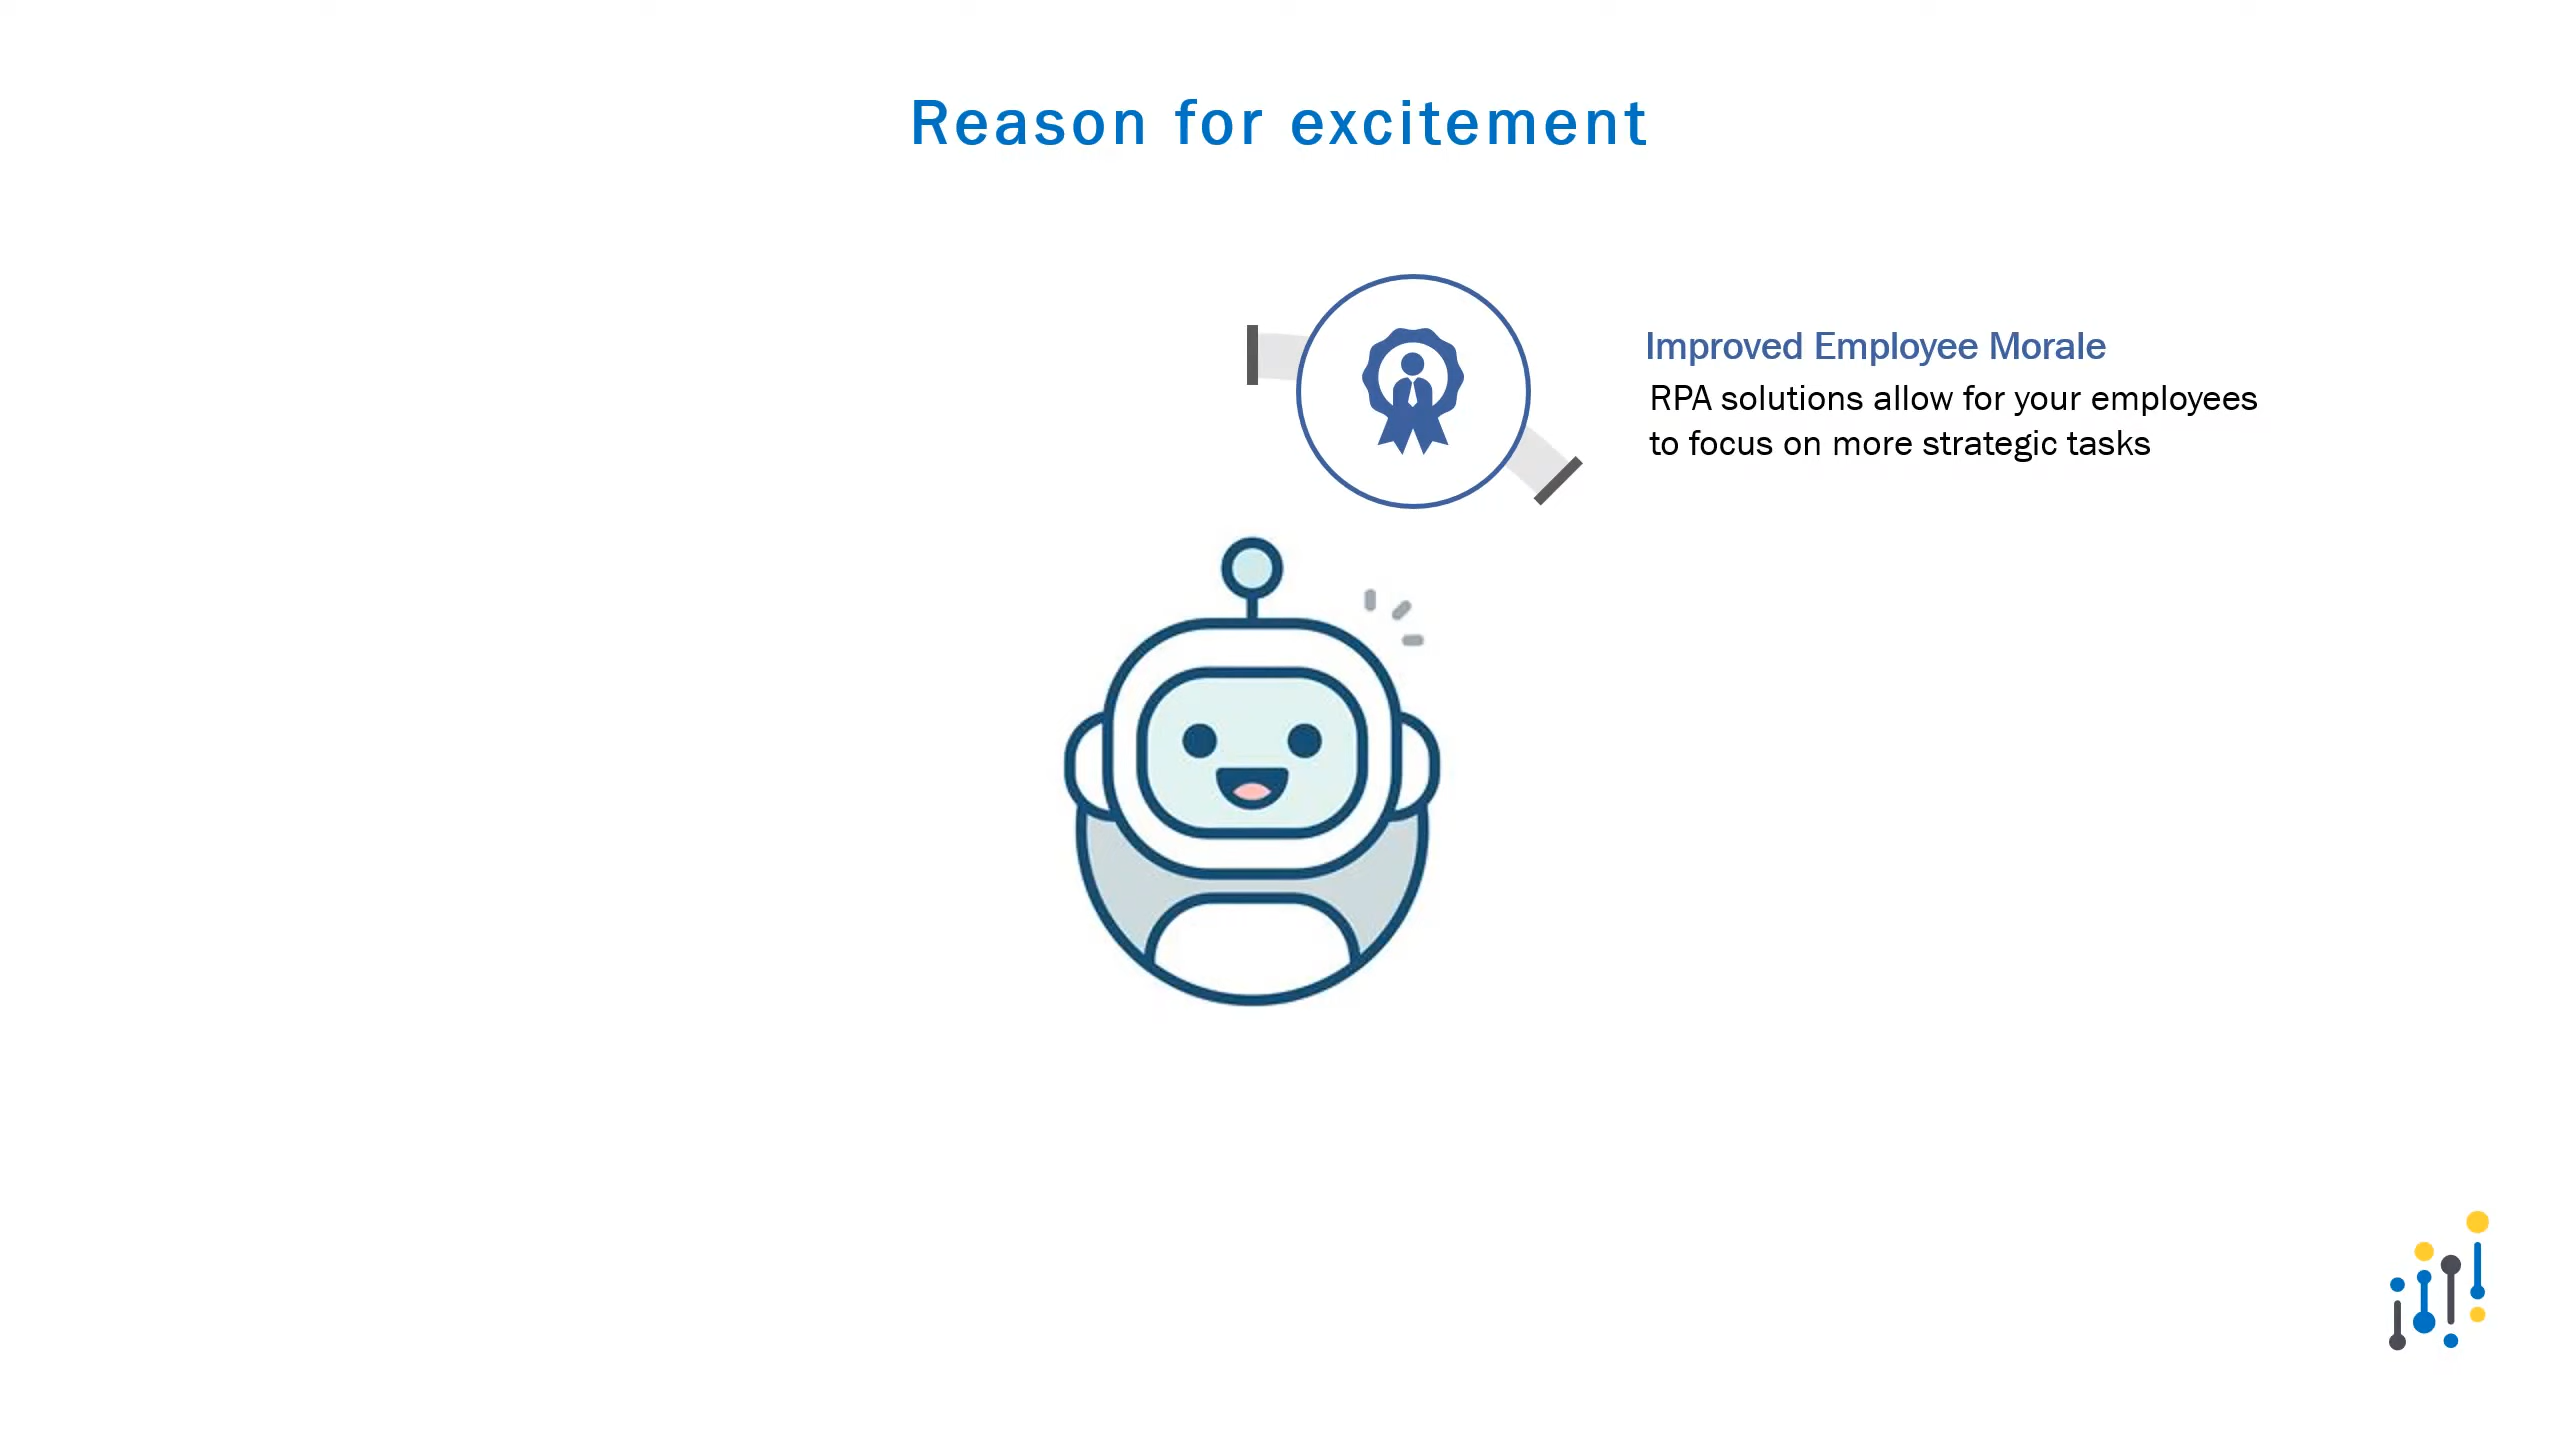 Reason for excitement
Improved Employee Morale
RPA solutions allow for your employees
to focus on more strategic tasks